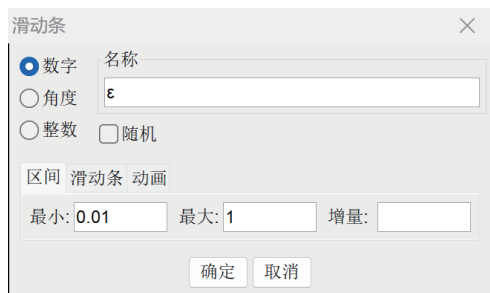 滑动条
数字
名称
ε
角度
整数
随机
区间 滑动条 动画
最小: 0.01 最大: 1 增量:
确定 取消